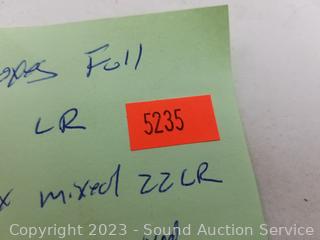 Full
LR
5235
mixed 22LR
Copyright © 2023 - Sound Auction Service